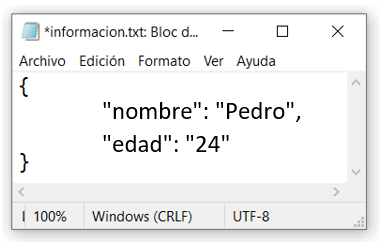 *informacion.txt: Bloc d...
Archivo Edición Formato Ver Ayuda
{
"nombre": "Pedro",
"edad": "24"
}
100% Windows (CRLF) UTF-8